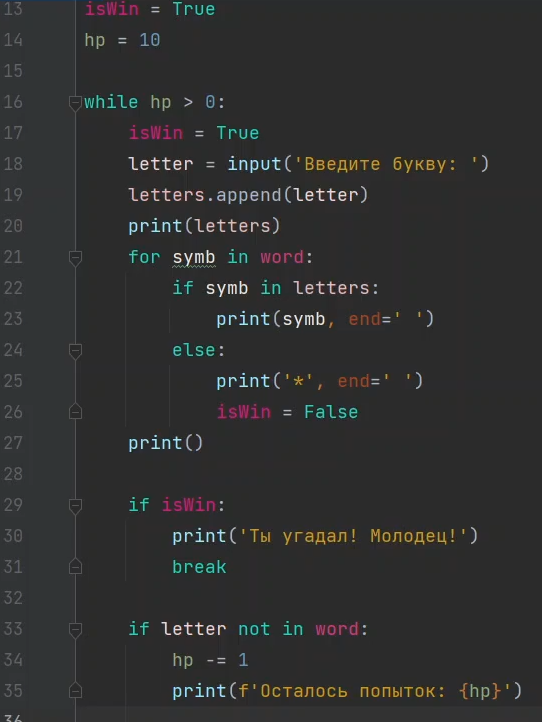 13 isWin = True
14 hp = 10
15
16 while hp > 0:
17     isWin = True
18     letter = input('Введите букву: ')
19     letters.append(letter)
20     print(letters)
21     for symb in word:
22         if symb in letters:
23             print(symb, end=' ')
24         else:
25             print('*', end=' ')
26             isWin = False
27     print()
28
29     if isWin:
30         print('Ты угадал! Молодец!')
31         break
32
33     if letter not in word:
34         hp -= 1
35         print(f'Осталось попыток: {hp}')
36